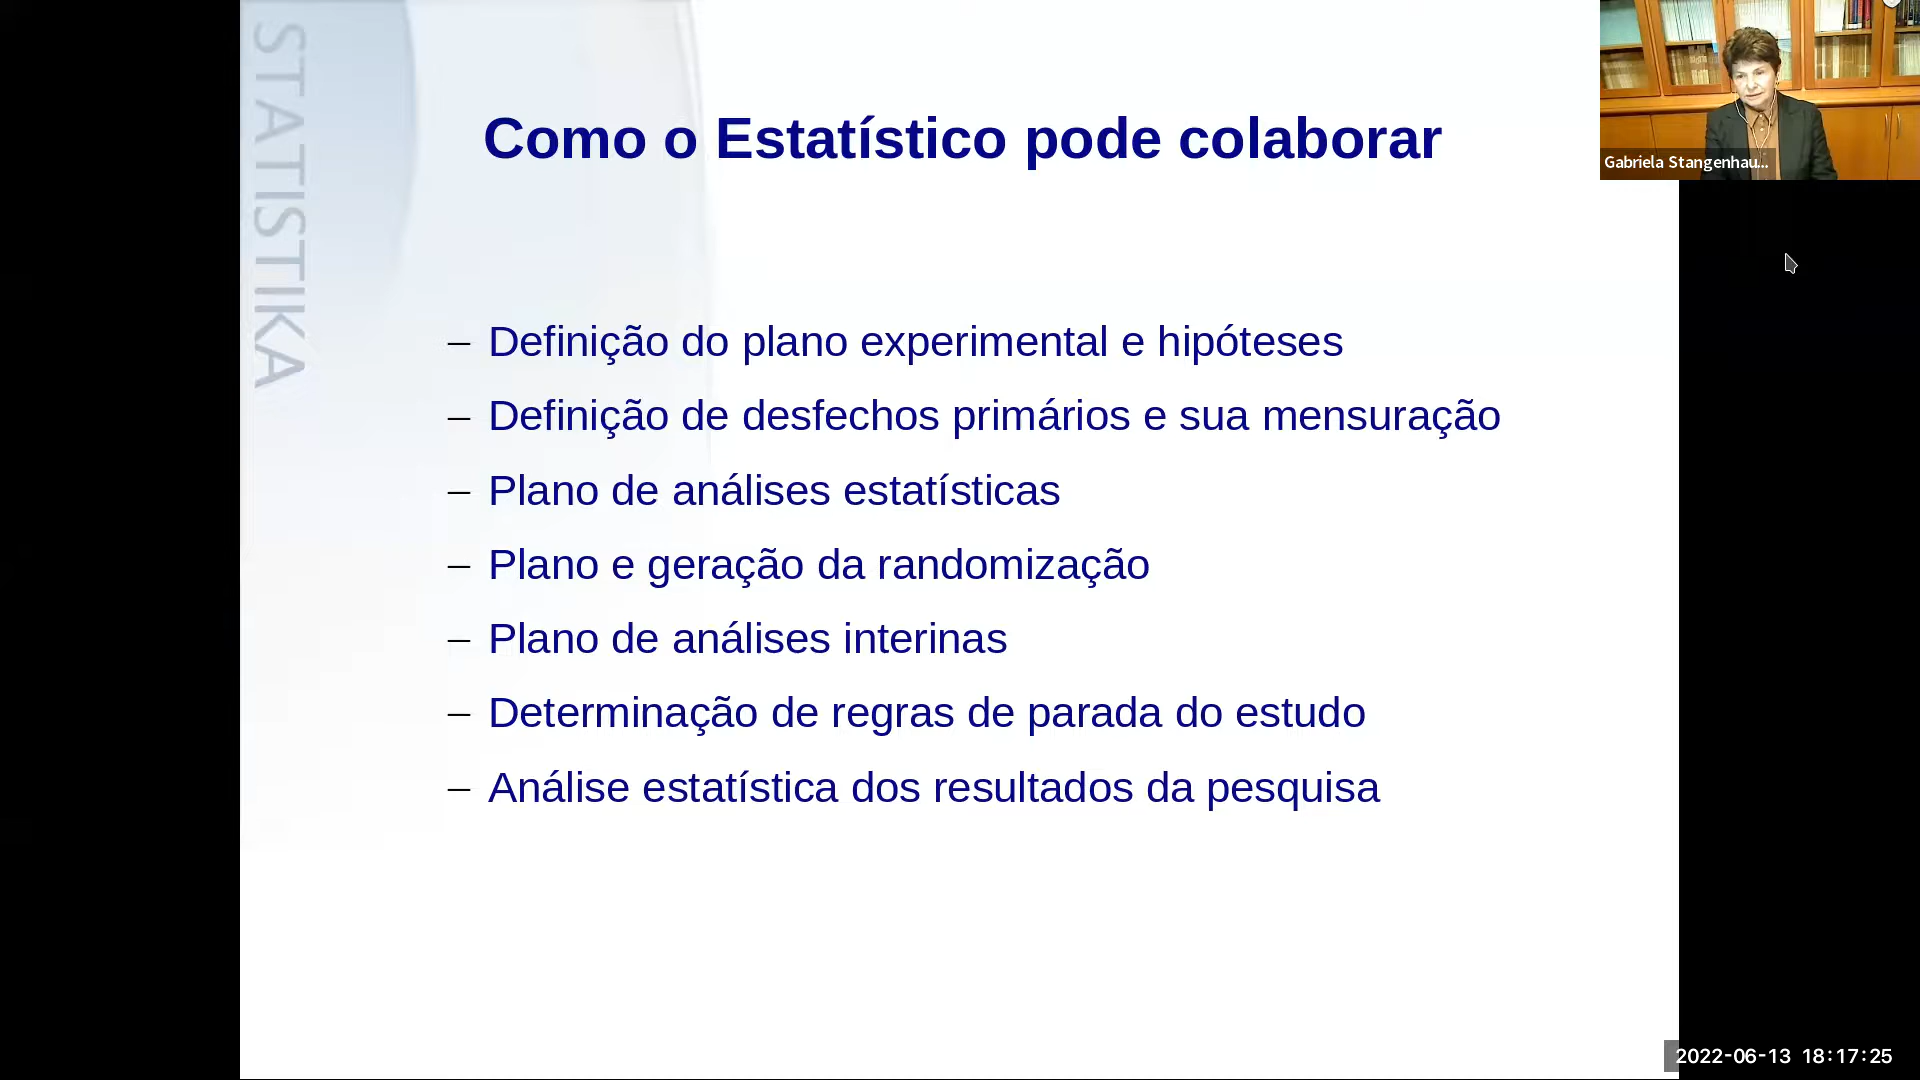 STATISTIKA
Como o Estatístico pode colaborar
Gabriela Stangenhau...
– Definição do plano experimental e hipóteses
– Definição de desfechos primários e sua mensuração
– Plano de análises estatísticas
– Plano e geração da randomização
– Plano de análises interinas
– Determinação de regras de parada do estudo
– Análise estatística dos resultados da pesquisa
2022-06-13 18:17:25